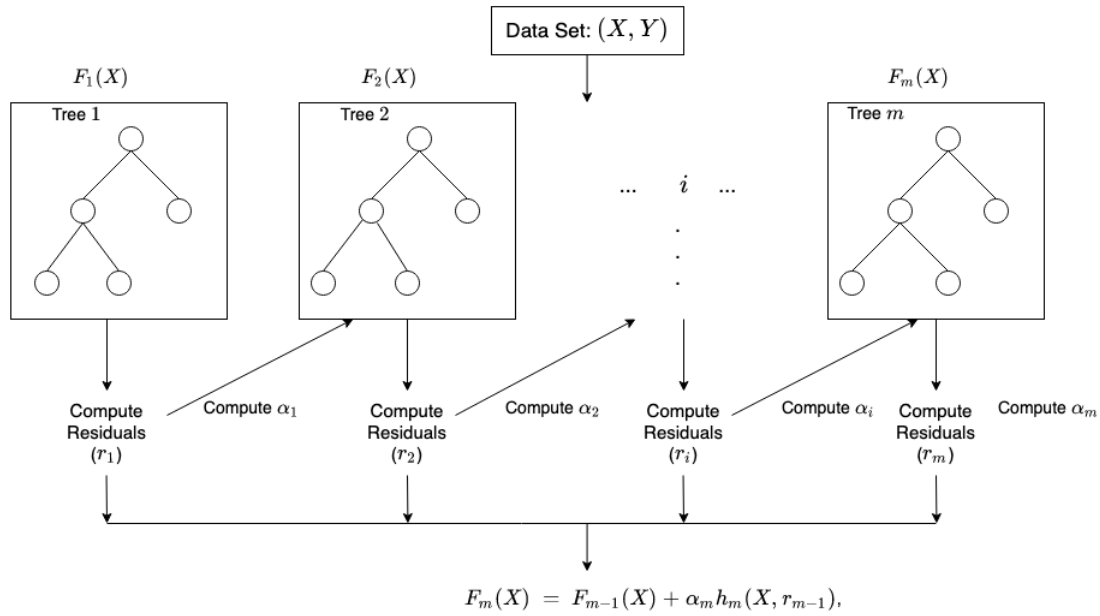 Data Set: (X, Y)
F₁(X)
F₂(X)
Fₘ(X)
Tree 1
Tree 2
Tree m
... i ...
.
.
.
Compute
Residuals
(r₁)
Compute α₁
Compute
Residuals
(r₂)
Compute α₂
Compute
Residuals
(rᵢ)
Compute αᵢ
Compute
Residuals
(rₘ)
Compute αₘ
Fₘ(X) = Fₘ₋₁(X) + αₘhₘ(X, rₘ₋₁),